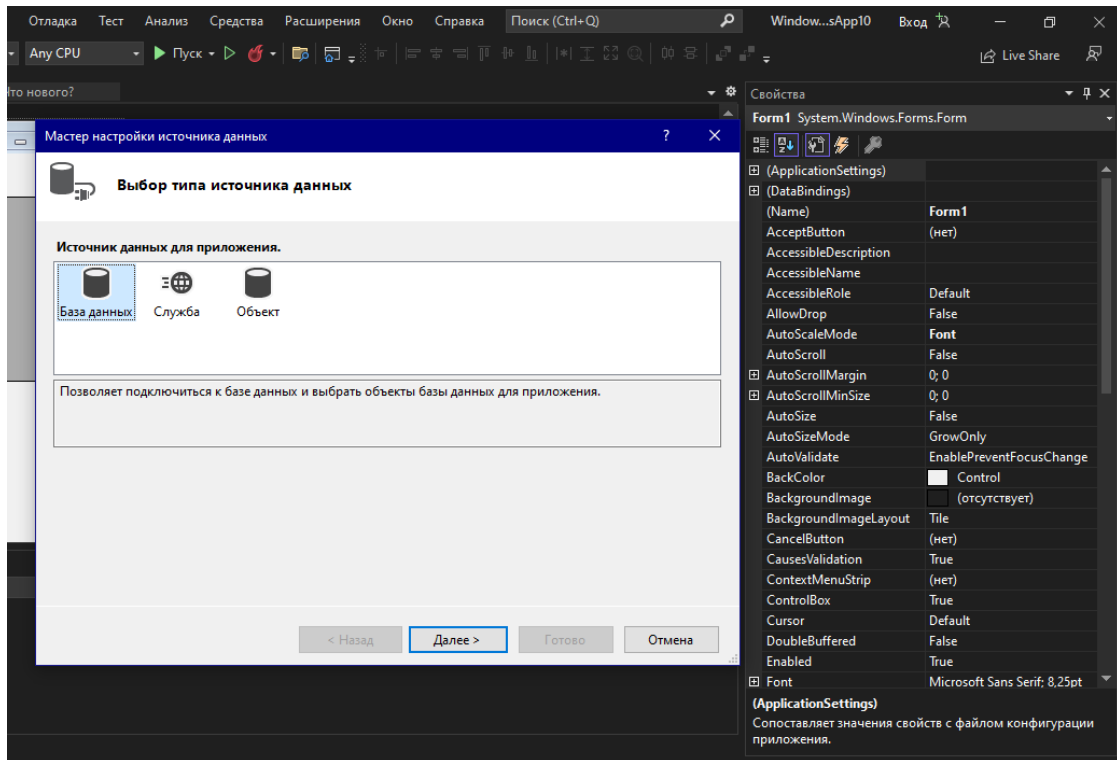 Отладка Тест Анализ Средства Расширения Окно Справка Поиск (Ctrl+Q) Window...sApp10 Вход
Any CPU Пуск Live Share
Что нового?
Свойства
Form1 System.Windows.Forms.Form
Мастер настройки источника данных ?
Выбор типа источника данных
Источник данных для приложения.
База данных Служба Объект
Позволяет подключиться к базе данных и выбрать объекты базы данных для приложения.
< Назад Далее > Готово Отмена
(ApplicationSettings)
(DataBindings)
(Name) Form1
AcceptButton (нет)
AccessibleDescription
AccessibleName
AccessibleRole Default
AllowDrop False
AutoScaleMode Font
AutoScroll False
AutoScrollMargin 0; 0
AutoScrollMinSize 0; 0
AutoSize False
AutoSizeMode GrowOnly
AutoValidate EnablePreventFocusChange
BackColor Control
BackgroundImage (отсутствует)
BackgroundImageLayout Tile
CancelButton (нет)
CausesValidation True
ContextMenuStrip (нет)
ControlBox True
Cursor Default
DoubleBuffered False
Enabled True
Font Microsoft Sans Serif; 8,25pt
(ApplicationSettings)
Сопоставляет значения свойств с файлом конфигурации
приложения.